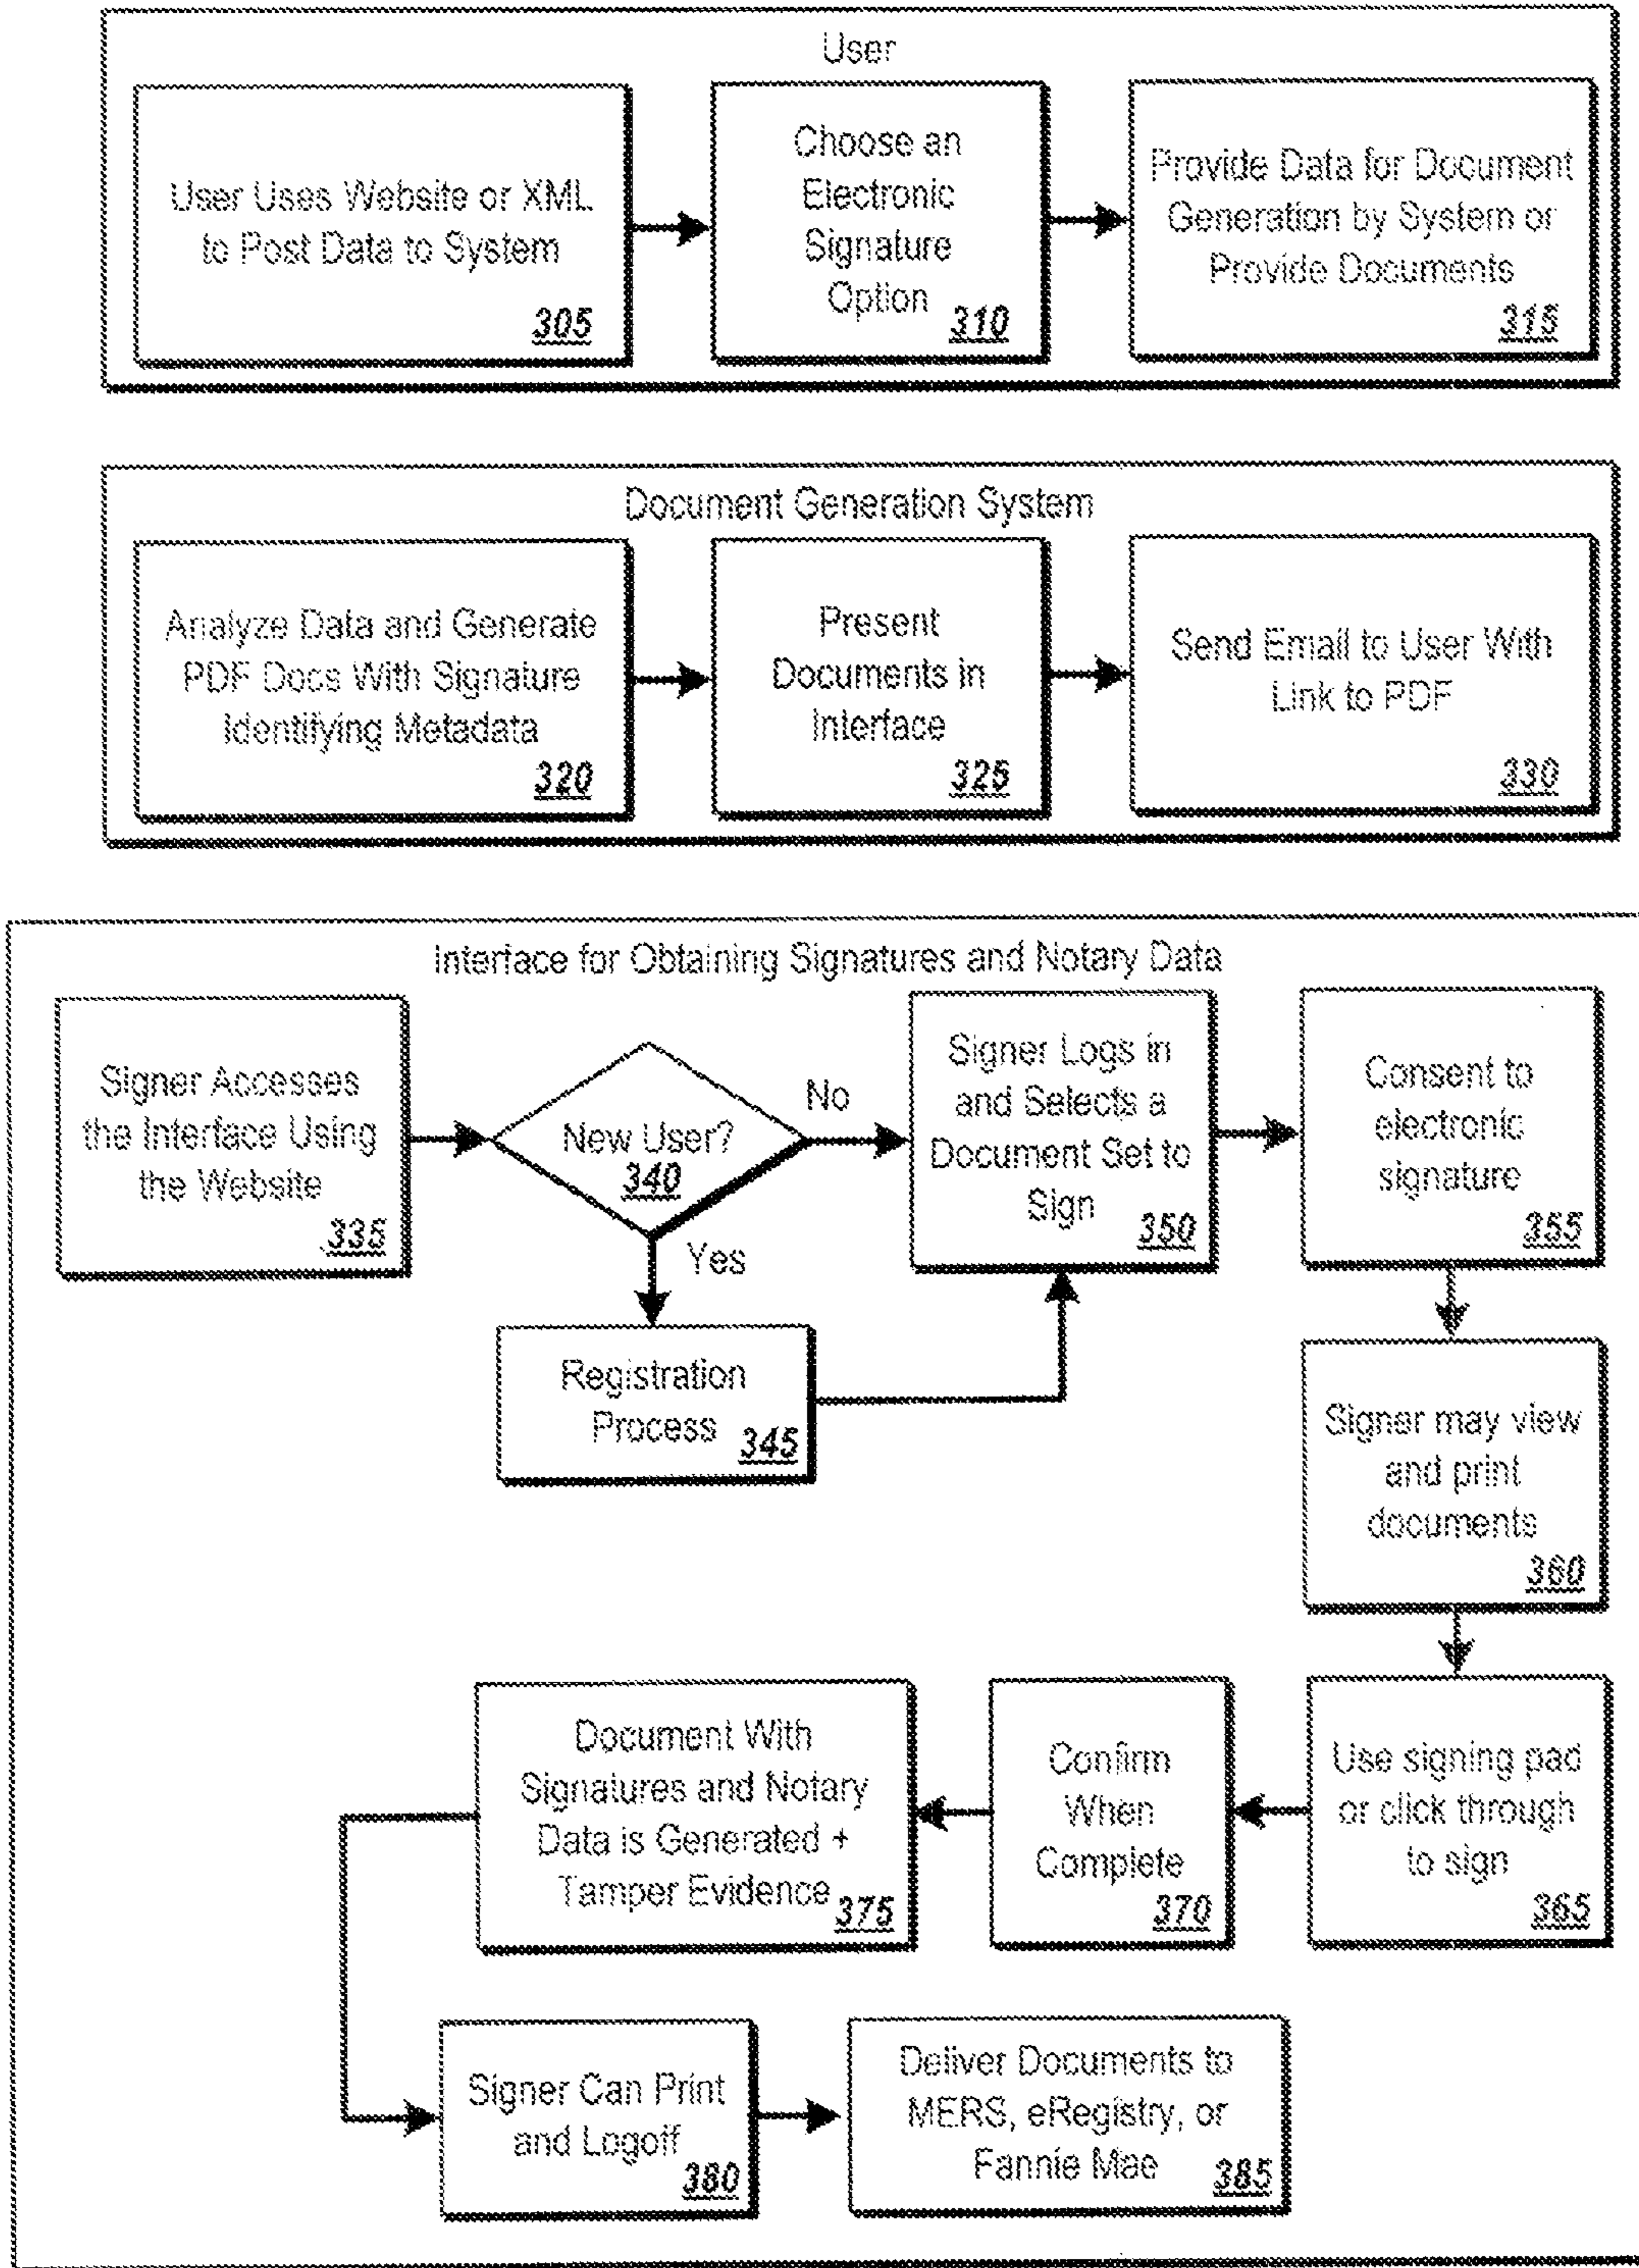 User
User Uses Website or XML
to Post Data to System
305
Choose an
Electronic
Signature
Option
310
Provide Data for Document
Generation by System or
Provide Documents
315
Document Generation System
Analyze Data and Generate
PDF Docs With Signature
Identifying Metadata
320
Present
Documents in
Interface
325
Send Email to User With
Link to PDF
330
Interface for Obtaining Signatures and Notary Data
Signer Accesses
the Interface Using
the Website
335
New User?
340
No
Yes
Registration
Process
345
Signer Logs in
and Selects a
Document Set to
Sign
350
Consent to
electronic
signature
355
Signer may view
and print
documents
360
Use signing pad
or click through
to sign
365
Confirm
When
Complete
370
Document With
Signatures and Notary
Data is Generated +
Tamper Evidence
375
Signer Can Print
and Logoff
380
Deliver Documents to
MERS, eRegistry, or
Fannie Mae
385